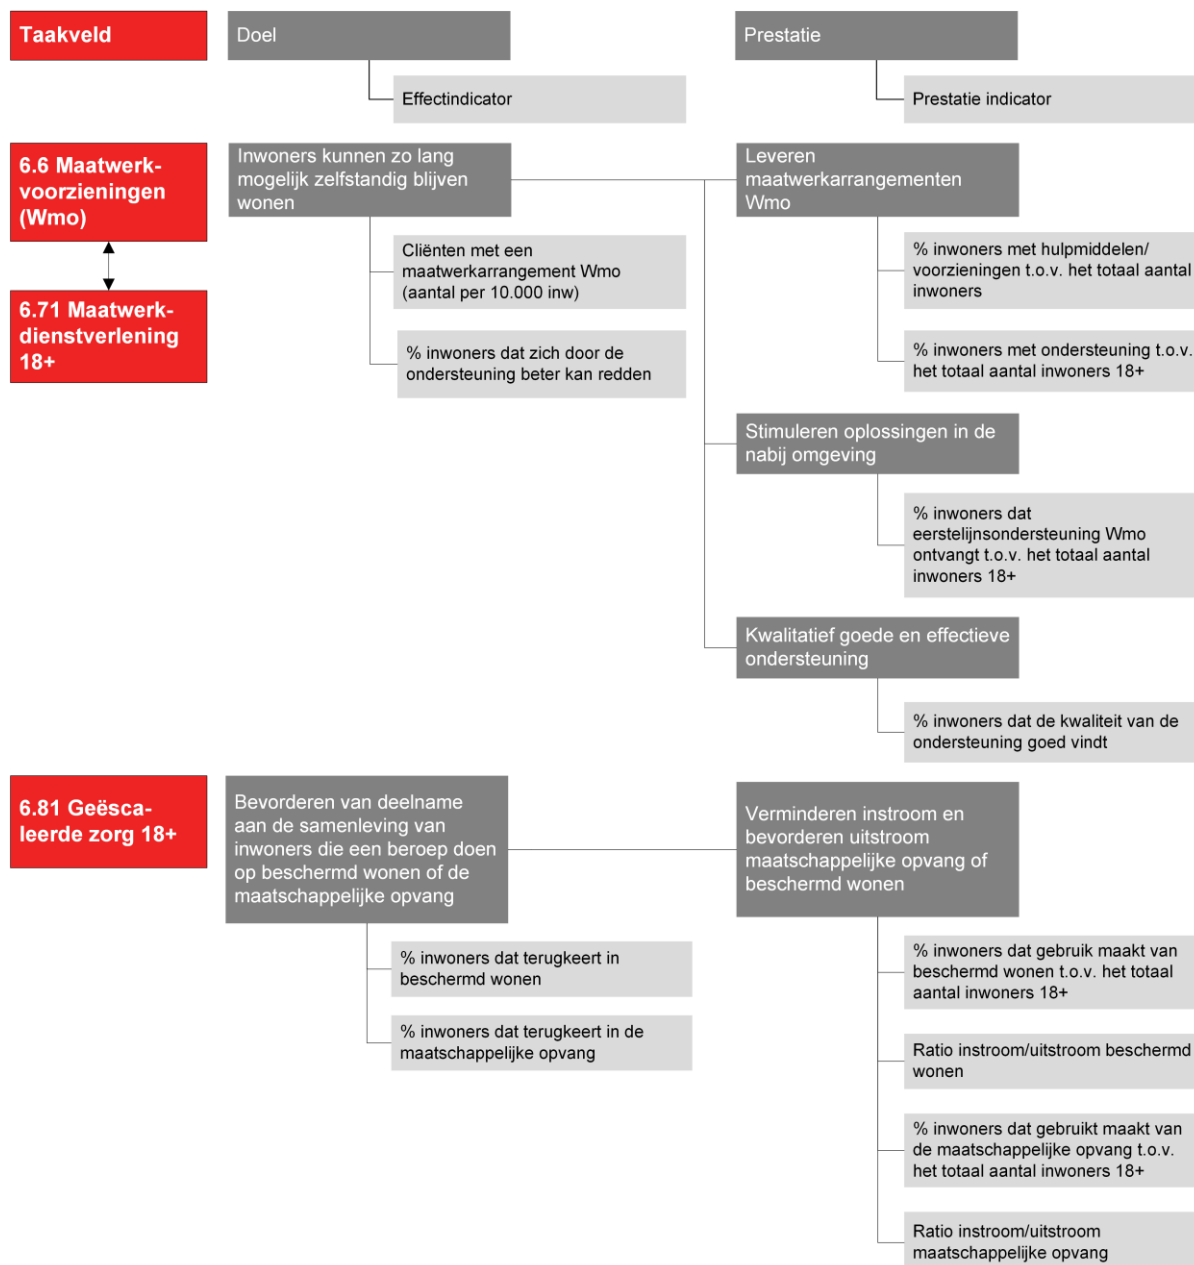 Taakveld
Doel
Prestatie
Effectindicator
Prestatie indicator
6.6 Maatwerk-
voorzieningen
(Wmo)
Inwoners kunnen zo lang
mogelijk zelfstandig blijven
wonen
Leveren
maatwerkarrangementen
Wmo
Cliënten met een
maatwerkarrangement Wmo
(aantal per 10.000 inw)
% inwoners met hulpmiddelen/
voorzieningen t.o.v. het totaal aantal
inwoners
6.71 Maatwerk-
dienstverlening
18+
% inwoners dat zich door de
ondersteuning beter kan redden
% inwoners met ondersteuning t.o.v.
het totaal aantal inwoners 18+
Stimuleren oplossingen in de
nabij omgeving
% inwoners dat
eerstelijnsondersteuning Wmo
ontvangt t.o.v. het totaal aantal
inwoners 18+
Kwalitatief goede en effectieve
ondersteuning
% inwoners dat de kwaliteit van de
ondersteuning goed vindt
6.81 Geësca-
leerde zorg 18+
Bevorderen van deelname
aan de samenleving van
inwoners die een beroep doen
op beschermd wonen of de
maatschappelijke opvang
Verminderen instroom en
bevorderen uitstroom
maatschappelijke opvang of
beschermd wonen
% inwoners dat terugkeert in
beschermd wonen
% inwoners dat terugkeert in de
maatschappelijke opvang
% inwoners dat gebruik maakt van
beschermd wonen t.o.v. het totaal
aantal inwoners 18+
Ratio instroom/uitstroom beschermd
wonen
% inwoners dat gebruikt maakt van
de maatschappelijke opvang t.o.v.
het totaal aantal inwoners 18+
Ratio instroom/uitstroom
maatschappelijke opvang